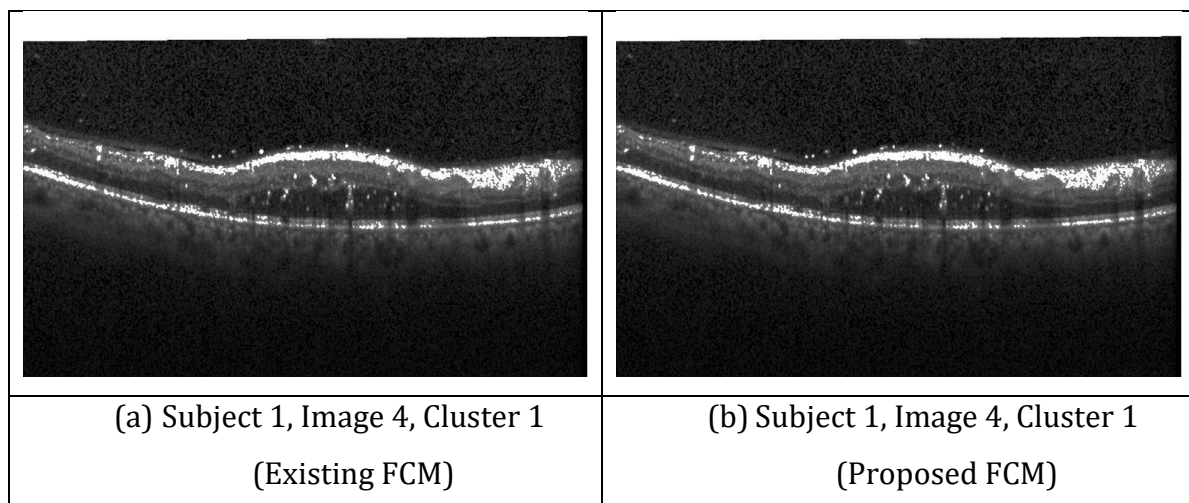 (a) Subject 1, Image 4, Cluster 1
(Existing FCM)
(b) Subject 1, Image 4, Cluster 1
(Proposed FCM)